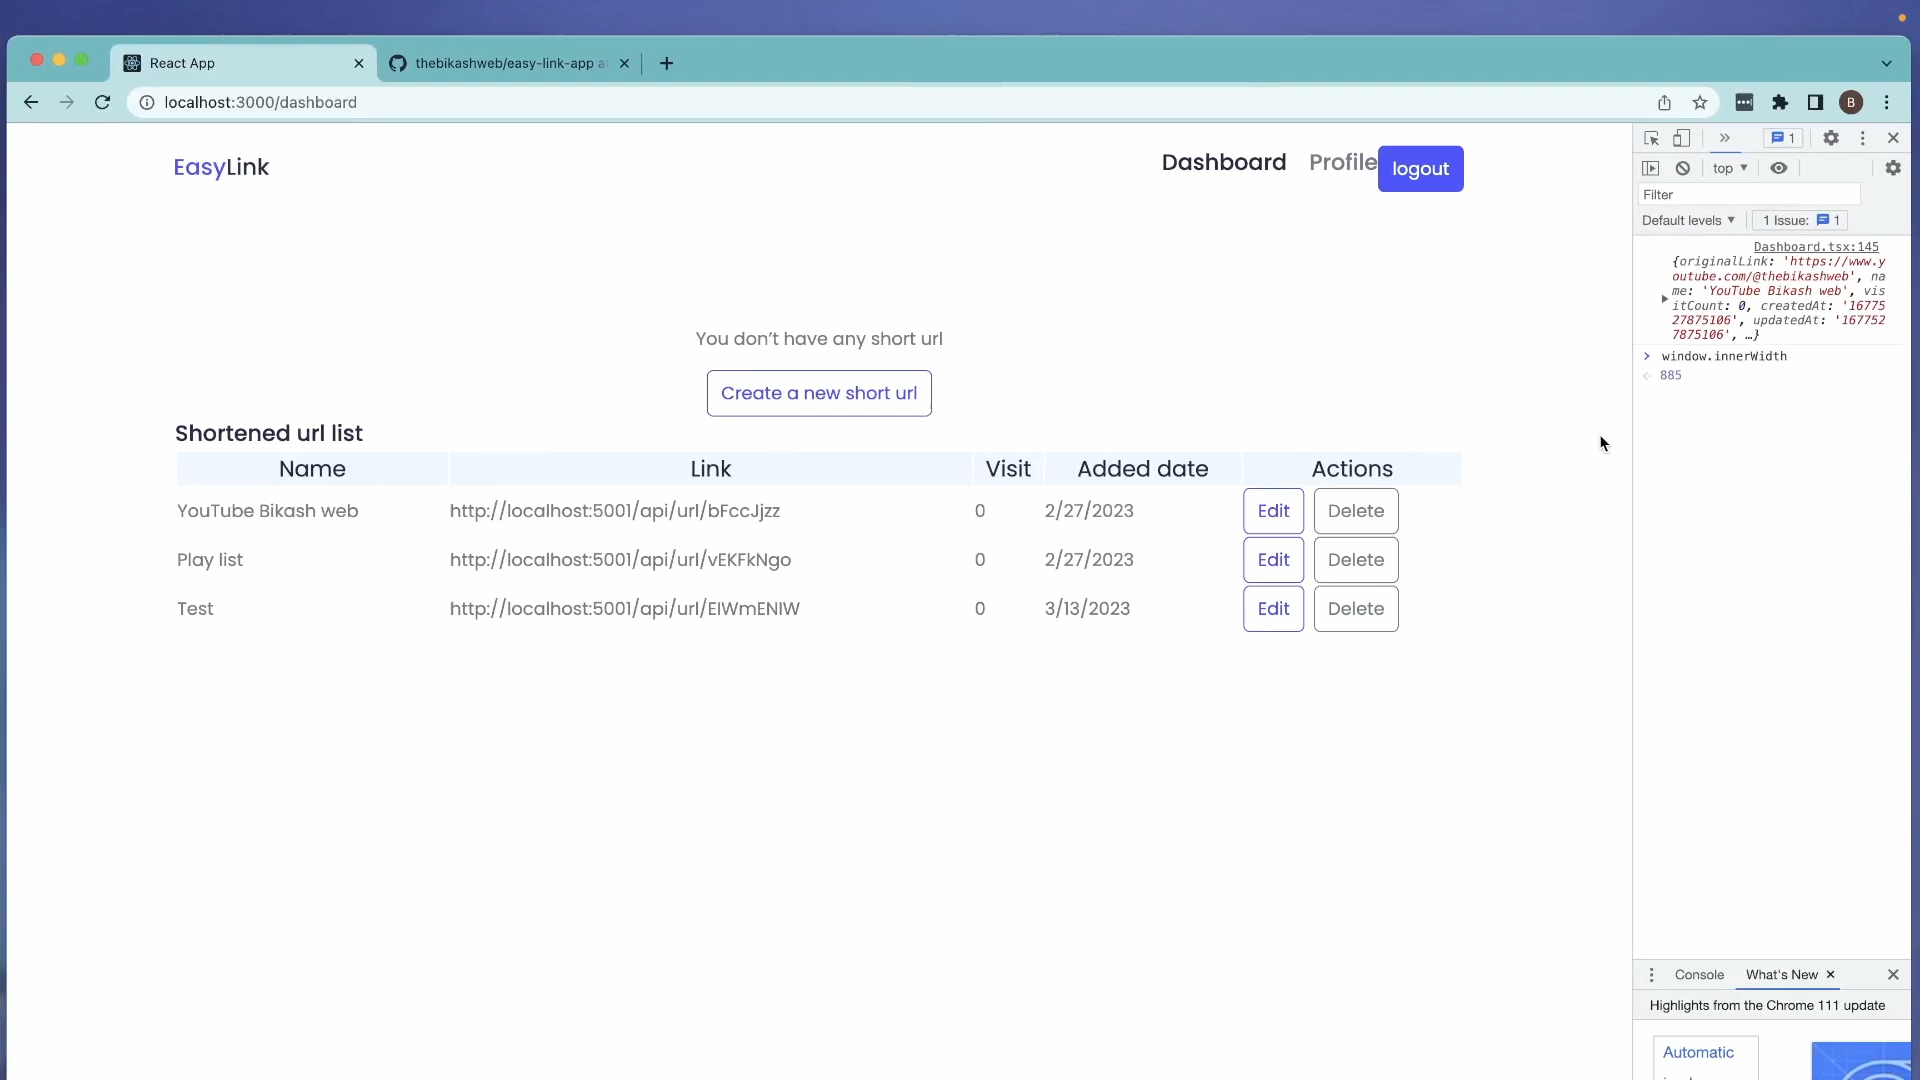 React App
thebikashweb/easy-link-app a
localhost:3000/dashboard
B
EasyLink
Dashboard Profile logout
You don't have any short url
Create a new short url
Shortened url list
Name Link Visit Added date Actions
YouTube Bikash web http://localhost:5001/api/url/bFccJjzz 0 2/27/2023 Edit Delete
Play list http://localhost:5001/api/url/vEKFkNgo 0 2/27/2023 Edit Delete
Test http://localhost:5001/api/url/EIWmENIW 0 3/13/2023 Edit Delete
1
top
Filter
Default levels 1 Issue: 1
Dashboard.tsx:145
{originalLink: 'https://www.y
outube.com/@thebikashweb', na
me: 'YouTube Bikash web', vis
itCount: 0, createdAt: '16775
27875106', updatedAt: '167752
7875106', …}
window.innerWidth
885
Console What's New
Highlights from the Chrome 111 update
Automatic